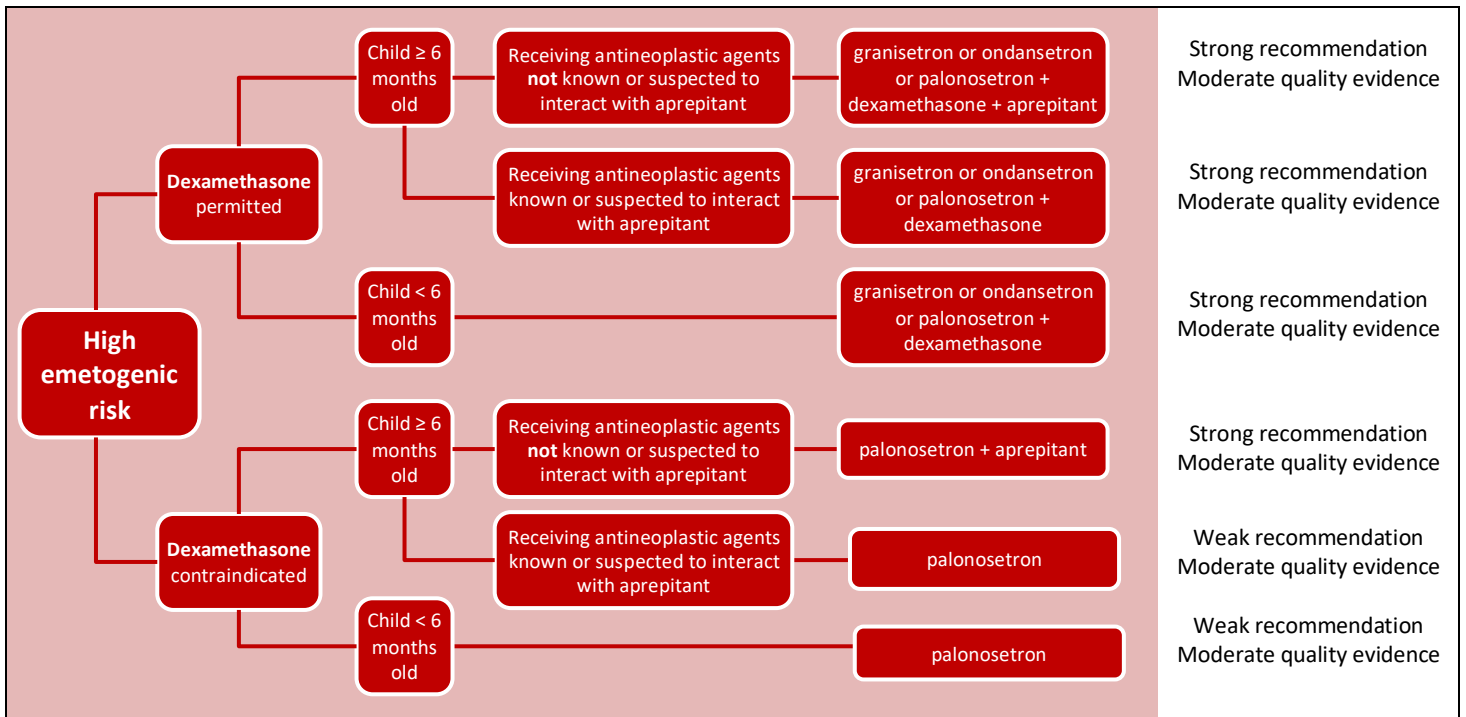 Child ≥ 6
months
old
Receiving antineoplastic agents
not known or suspected to
interact with aprepitant
granisetron or ondansetron
or palonosetron +
dexamethasone + aprepitant
Strong recommendation
Moderate quality evidence
Dexamethasone
permitted
Receiving antineoplastic agents
known or suspected to interact
with aprepitant
granisetron or ondansetron
or palonosetron +
dexamethasone
Strong recommendation
Moderate quality evidence
Child < 6
months
old
granisetron or ondansetron
or palonosetron +
dexamethasone
Strong recommendation
Moderate quality evidence
High
emetogenic
risk
Child ≥ 6
months
old
Receiving antineoplastic agents
not known or suspected to
interact with aprepitant
palonosetron + aprepitant
Strong recommendation
Moderate quality evidence
Dexamethasone
contraindicated
Receiving antineoplastic agents
known or suspected to interact
with aprepitant
palonosetron
Weak recommendation
Moderate quality evidence
Child < 6
months
old
palonosetron
Weak recommendation
Moderate quality evidence